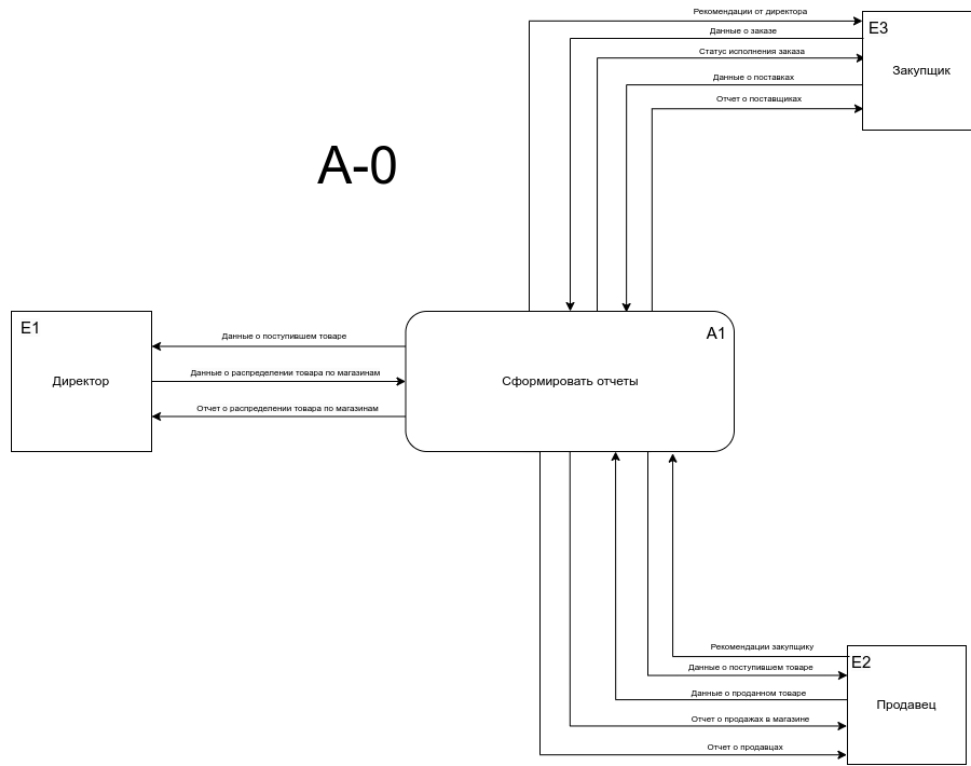 Рекомендации от директора
Данные о заказе
E3
Статус исполнения заказа
Закупщик
Данные о поставках
Отчет о поставщиках
А-0
E1
A1
Данные о поступившем товаре
Директор
Данные о распределении товара по магазинам
Сформировать отчеты
Отчет о распределении товара по магазинам
Рекомендации закупщику
E2
Данные о поступившем товаре
Данные о проданном товаре
Продавец
Отчет о продажах в магазине
Отчет о продавцах